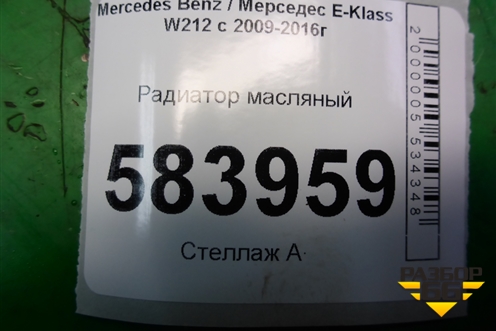 Mercedes Benz / Мерседес E-Klass
W212 с 2009-2016г
Радиатор масляный
583959
Стеллаж А
2000005534348
РАЗБОР